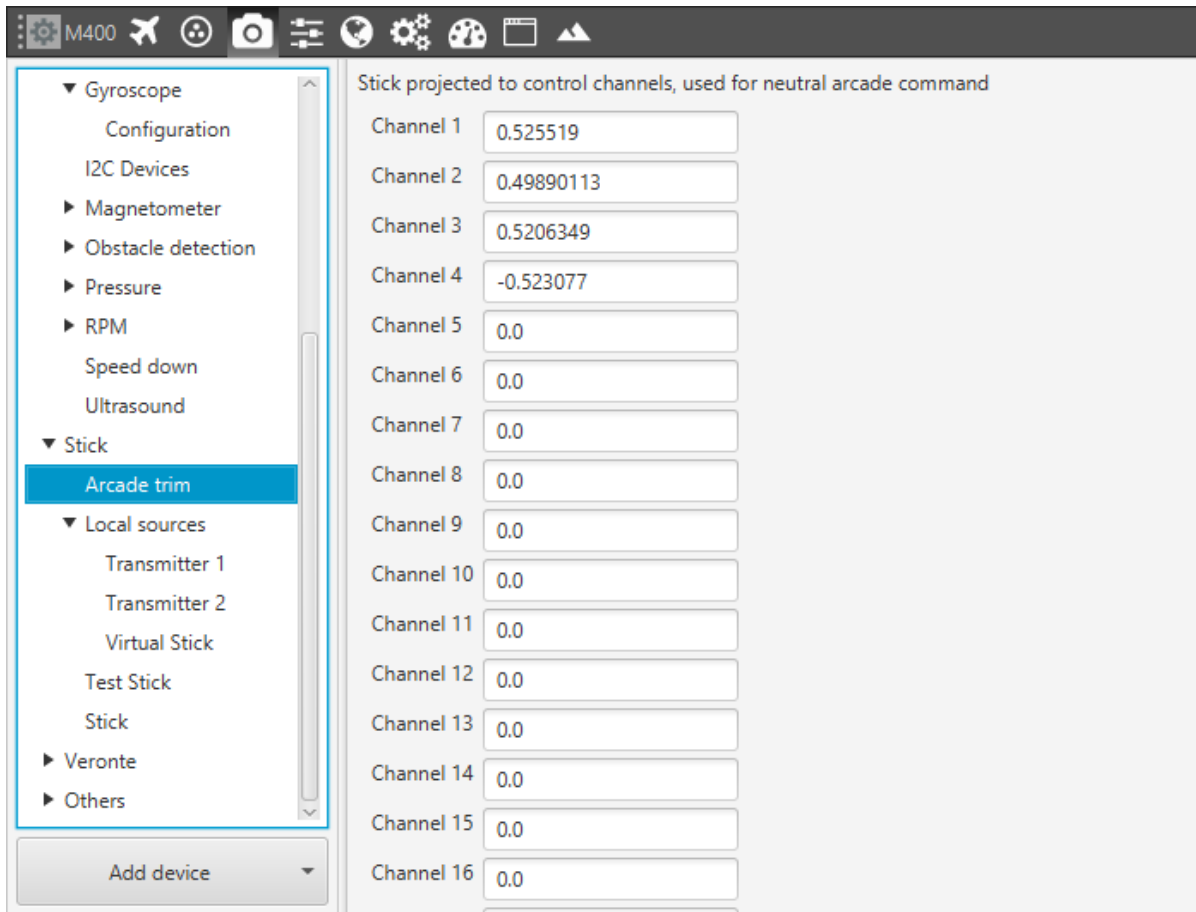 M400
Gyroscope
Configuration
I2C Devices
Magnetometer
Obstacle detection
Pressure
RPM
Speed down
Ultrasound
Stick
Arcade trim
Local sources
Transmitter 1
Transmitter 2
Virtual Stick
Test Stick
Stick
Veronte
Others
Add device
Stick projected to control channels, used for neutral arcade command
Channel 1 0.525519
Channel 2 0.49890113
Channel 3 0.5206349
Channel 4 -0.523077
Channel 5 0.0
Channel 6 0.0
Channel 7 0.0
Channel 8 0.0
Channel 9 0.0
Channel 10 0.0
Channel 11 0.0
Channel 12 0.0
Channel 13 0.0
Channel 14 0.0
Channel 15 0.0
Channel 16 0.0